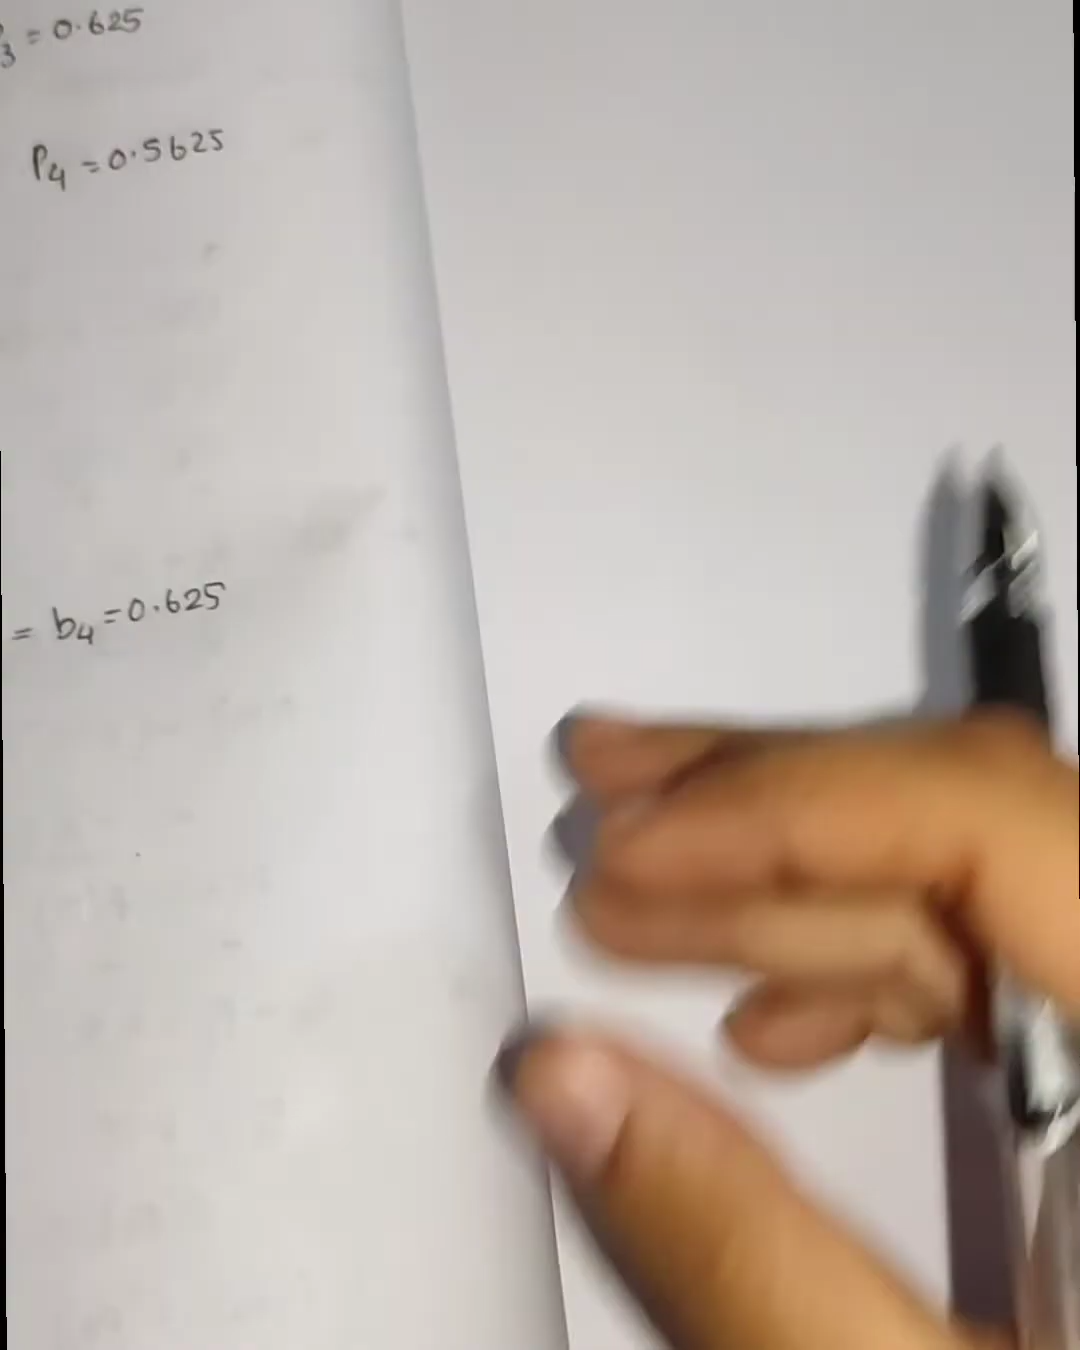 3 = 0.625
P4 = 0.5625
= b4 = 0.625